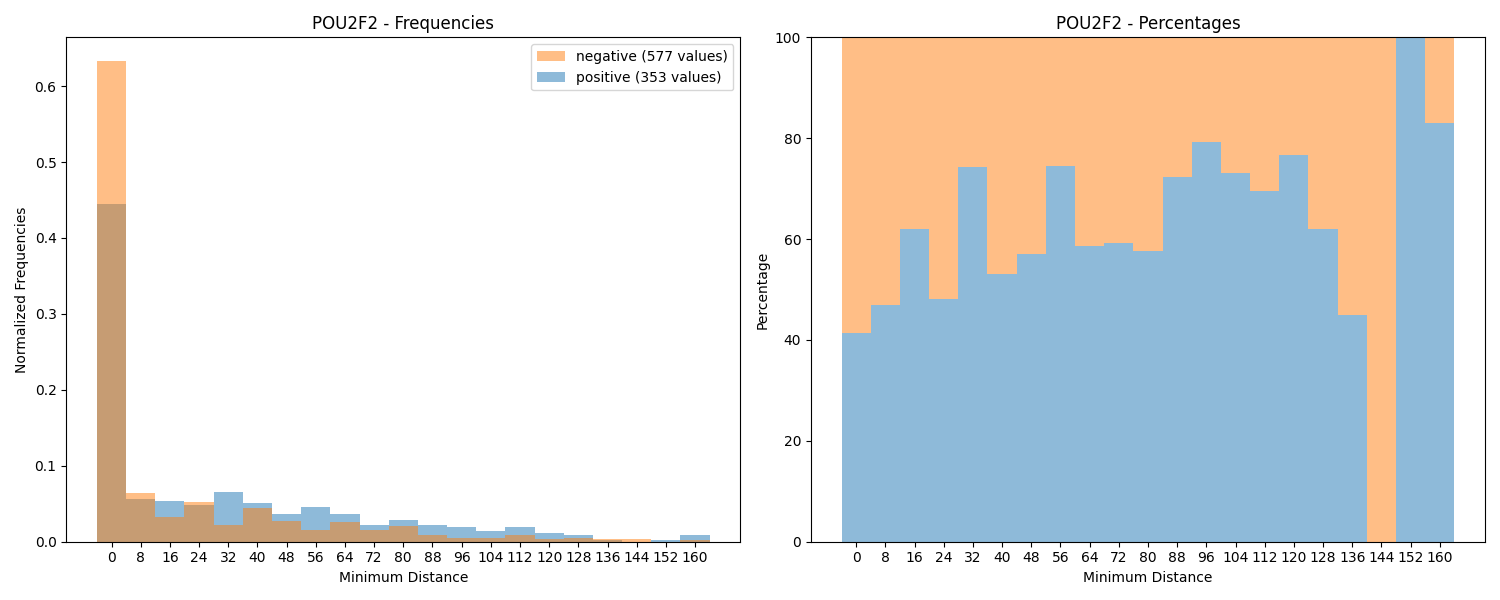 POU2F2 - Frequencies
Normalized Frequencies
0.6
0.5
0.4
0.3
0.2
0.1
0.0
negative (577 values)
positive (353 values)
0 8 16 24 32 40 48 56 64 72 80 88 96 104 112 120 128 136 144 152 160
Minimum Distance
POU2F2 - Percentages
Percentage
100
80
60
40
20
0
0 8 16 24 32 40 48 56 64 72 80 88 96 104 112 120 128 136 144 152 160
Minimum Distance